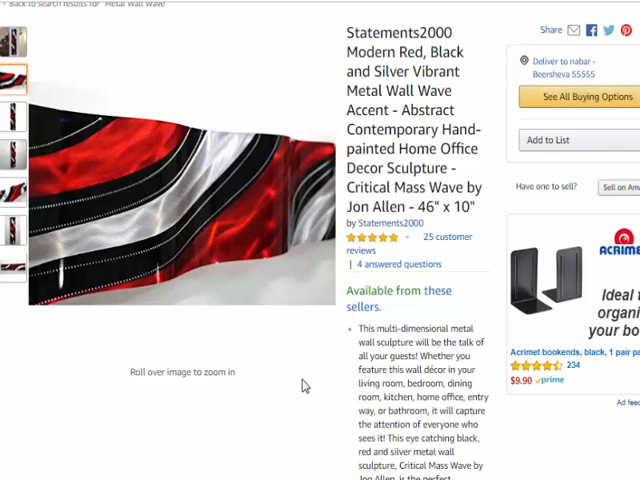 Back to search results for "Metal Wall Wave"
Statements2000
Modern Red, Black
and Silver Vibrant
Metal Wall Wave
Accent - Abstract
Contemporary Hand-
painted Home Office
Decor Sculpture -
Critical Mass Wave by
Jon Allen - 46" x 10"
by Statements2000
25 customer
reviews
| 4 answered questions
Available from these
sellers.
This multi-dimensional metal
wall sculpture will be the talk of
all your guests! Whether you
feature this wall décor in your
living room, bedroom, dining
room, kitchen, home office, entry
way, or bathroom, it will capture
the attention of everyone who
sees it! This eye catching black,
red and silver metal wall
sculpture, Critical Mass Wave by
Jon Allen, is the perfect
Roll over image to zoom in
Share
Deliver to nabar -
Beersheva 55555
See All Buying Options
Add to List
Have one to sell?
Sell on Am
ACRIME
Ideal
organi
your bo
Acrimet bookends, black, 1 pair pa
234
$9.90 prime
Ad feed